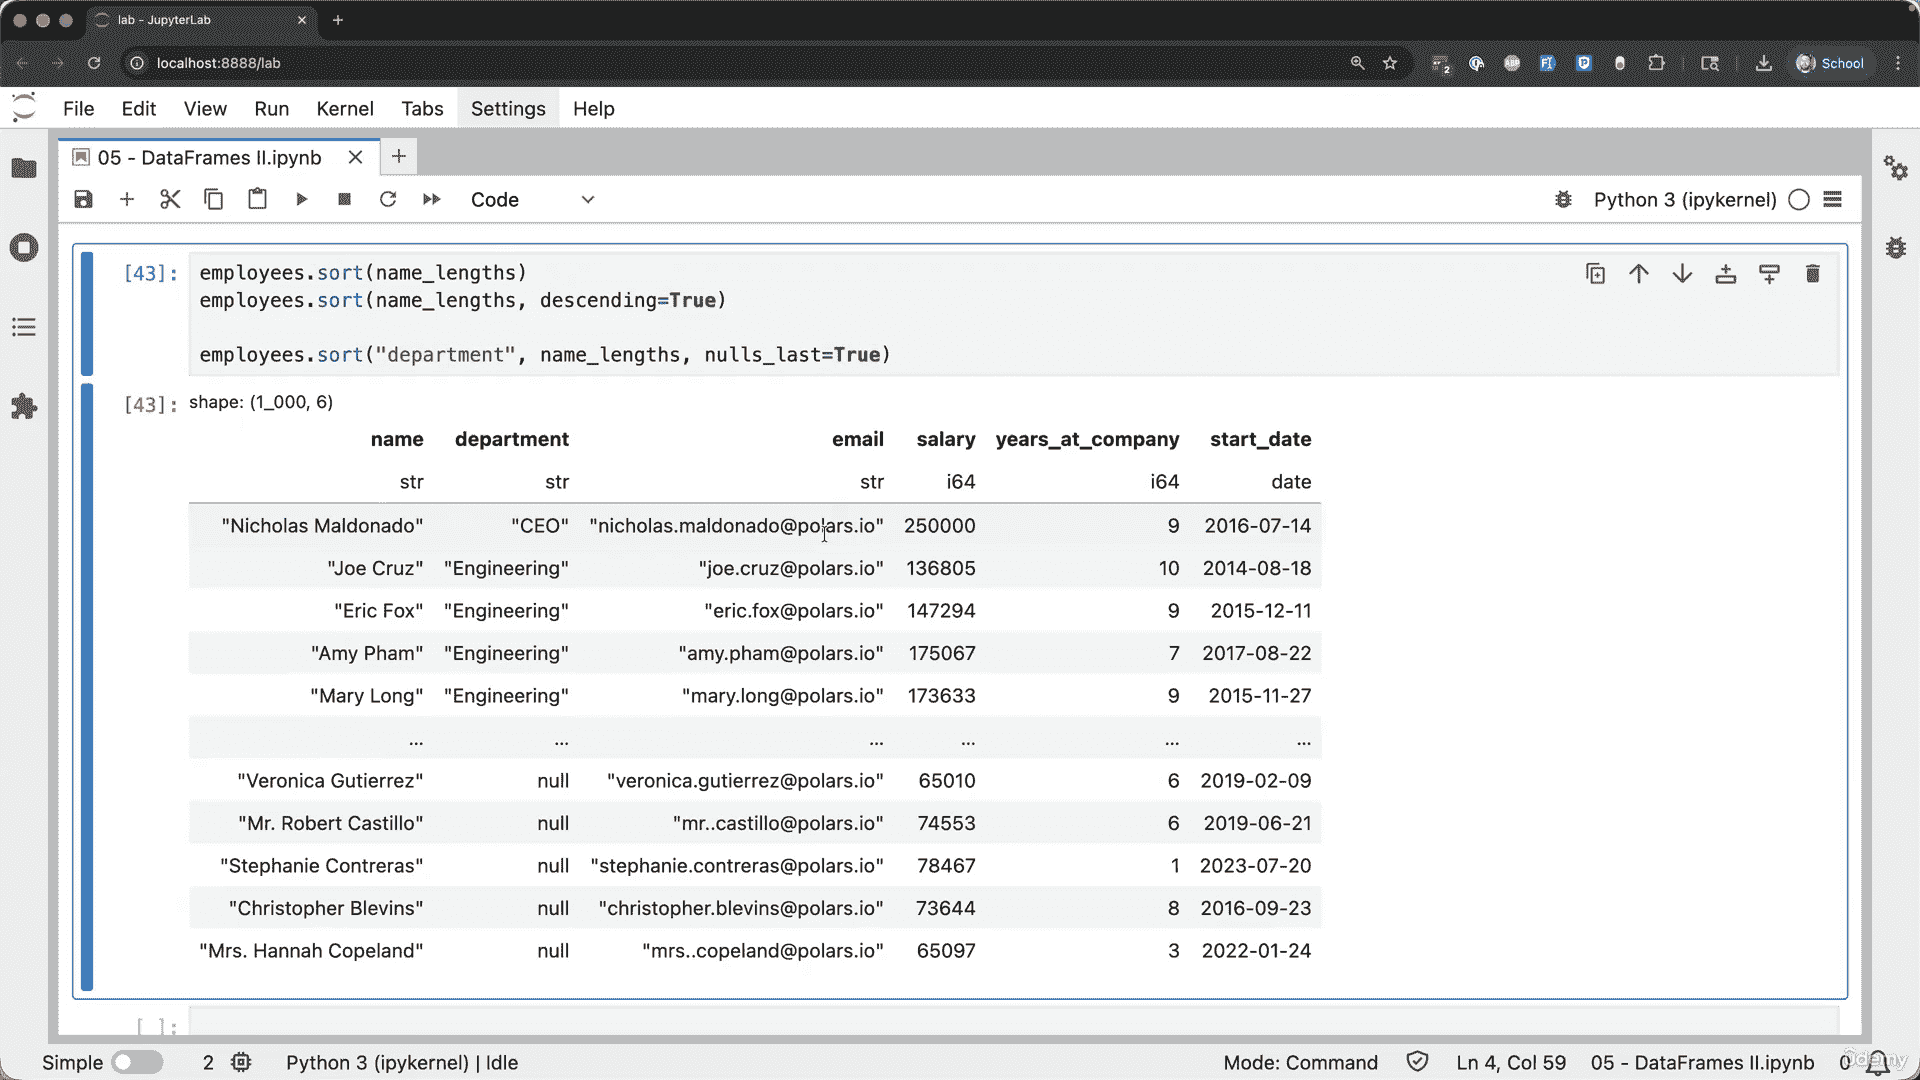 lab - JupyterLab
localhost:8888/lab
2
School
File Edit View Run Kernel Tabs Settings Help
05 - DataFrames II.ipynb
Code
Python 3 (ipykernel)
[43]: employees.sort(name_lengths)
employees.sort(name_lengths, descending=True)
employees.sort("department", name_lengths, nulls_last=True)
[43]: shape: (1_000, 6)
name department email salary years_at_company start_date
str str str i64 i64 date
"Nicholas Maldonado" "CEO" "nicholas.maldonado@polars.io" 250000 9 2016-07-14
"Joe Cruz" "Engineering" "joe.cruz@polars.io" 136805 10 2014-08-18
"Eric Fox" "Engineering" "eric.fox@polars.io" 147294 9 2015-12-11
"Amy Pham" "Engineering" "amy.pham@polars.io" 175067 7 2017-08-22
"Mary Long" "Engineering" "mary.long@polars.io" 173633 9 2015-11-27
... ... ... ... ... ...
"Veronica Gutierrez" null "veronica.gutierrez@polars.io" 65010 6 2019-02-09
"Mr. Robert Castillo" null "mr..castillo@polars.io" 74553 6 2019-06-21
"Stephanie Contreras" null "stephanie.contreras@polars.io" 78467 1 2023-07-20
"Christopher Blevins" null "christopher.blevins@polars.io" 73644 8 2016-09-23
"Mrs. Hannah Copeland" null "mrs..copeland@polars.io" 65097 3 2022-01-24
[ ]:
Simple 2 Python 3 (ipykernel) | Idle Mode: Command Ln 4, Col 59 05 - DataFrames II.ipynb 0
Udemy